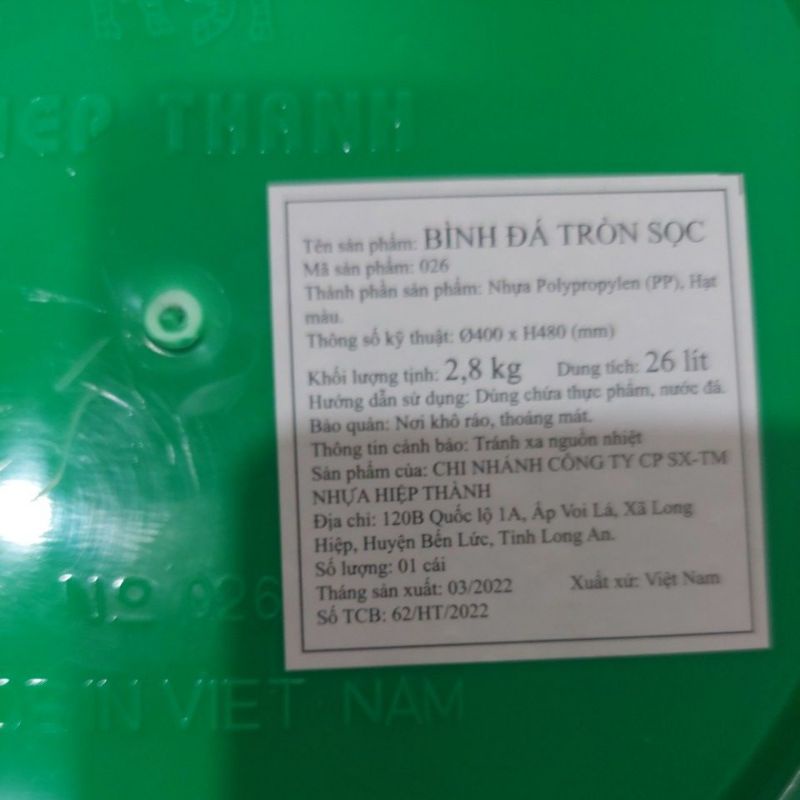 THANH
Tên sản phẩm: BÌNH ĐÁ TRÒN SỌC
Mã sản phẩm: 026
Thành phần sản phẩm: Nhựa Polypropylen (PP), Hạt
màu.
Thông số kỹ thuật: Ø400 x H480 (mm)
Khối lượng tịnh: 2,8 kg Dung tích: 26 lít
Hướng dẫn sử dụng: Dùng chứa thực phẩm, nước đá.
Bảo quản: Nơi khô ráo, thoáng mát.
Thông tin cảnh báo: Tránh xa nguồn nhiệt
Sản phẩm của: CHI NHÁNH CÔNG TY CP SX-TM
NHỰA HIỆP THÀNH
Địa chỉ: 120B Quốc lộ 1A, Ấp Voi Lá, Xã Long
Hiệp, Huyện Bến Lức, Tỉnh Long An.
Số lượng: 01 cái
Tháng sản xuất: 03/2022 Xuất xứ: Việt Nam
Số TCB: 62/HT/2022
No 026
IN VIET NAM